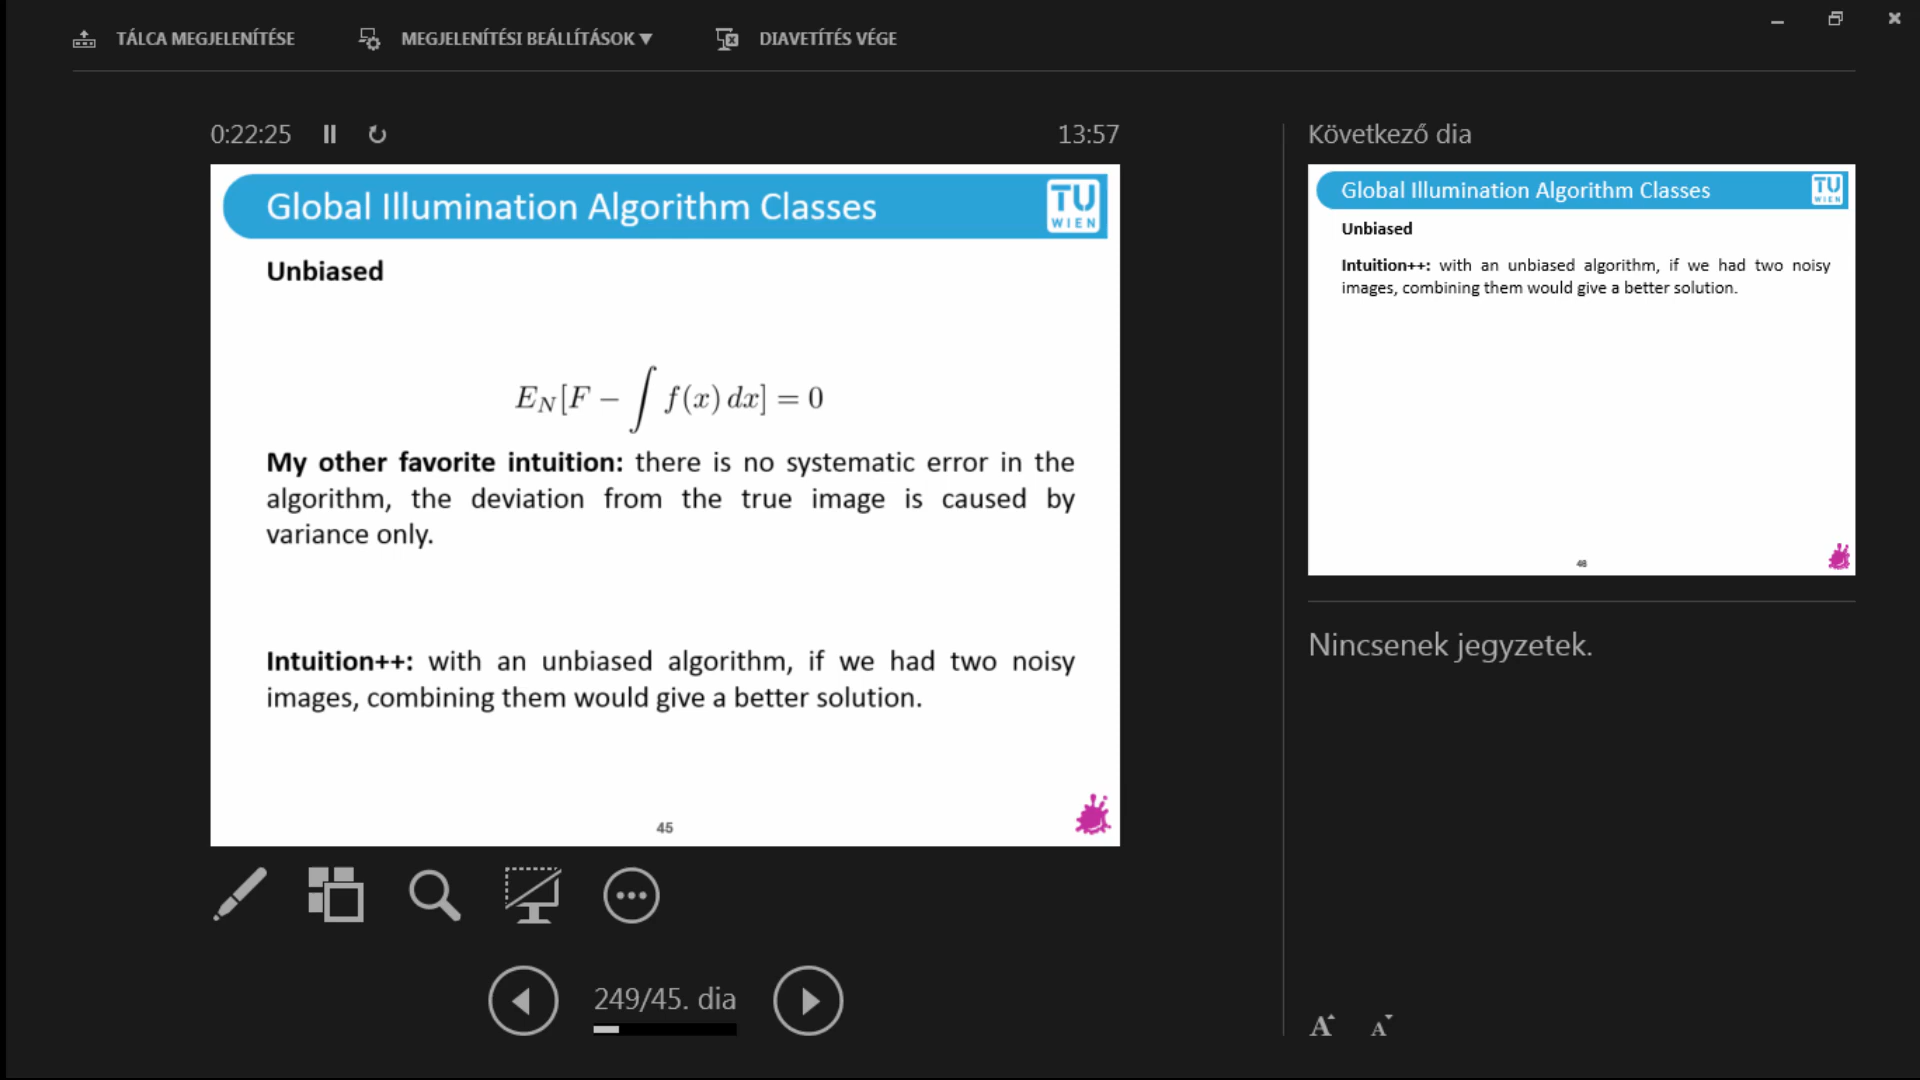 TÁLCA MEGJELENÍTÉSE
MEGJELENÍTÉSI BEÁLLÍTÁSOK ▼
DIAVETÍTÉS VÉGE
0:22:25
13:57
Global Illumination Algorithm Classes
TU
WIEN
Unbiased
E_N[F − ∫ f(x) dx] = 0
My other favorite intuition: there is no systematic error in the
algorithm, the deviation from the true image is caused by
variance only.
Intuition++: with an unbiased algorithm, if we had two noisy
images, combining them would give a better solution.
45
249/45. dia
Következő dia
Global Illumination Algorithm Classes
TU
WIEN
Unbiased
Intuition++: with an unbiased algorithm, if we had two noisy
images, combining them would give a better solution.
46
Nincsenek jegyzetek.
A A